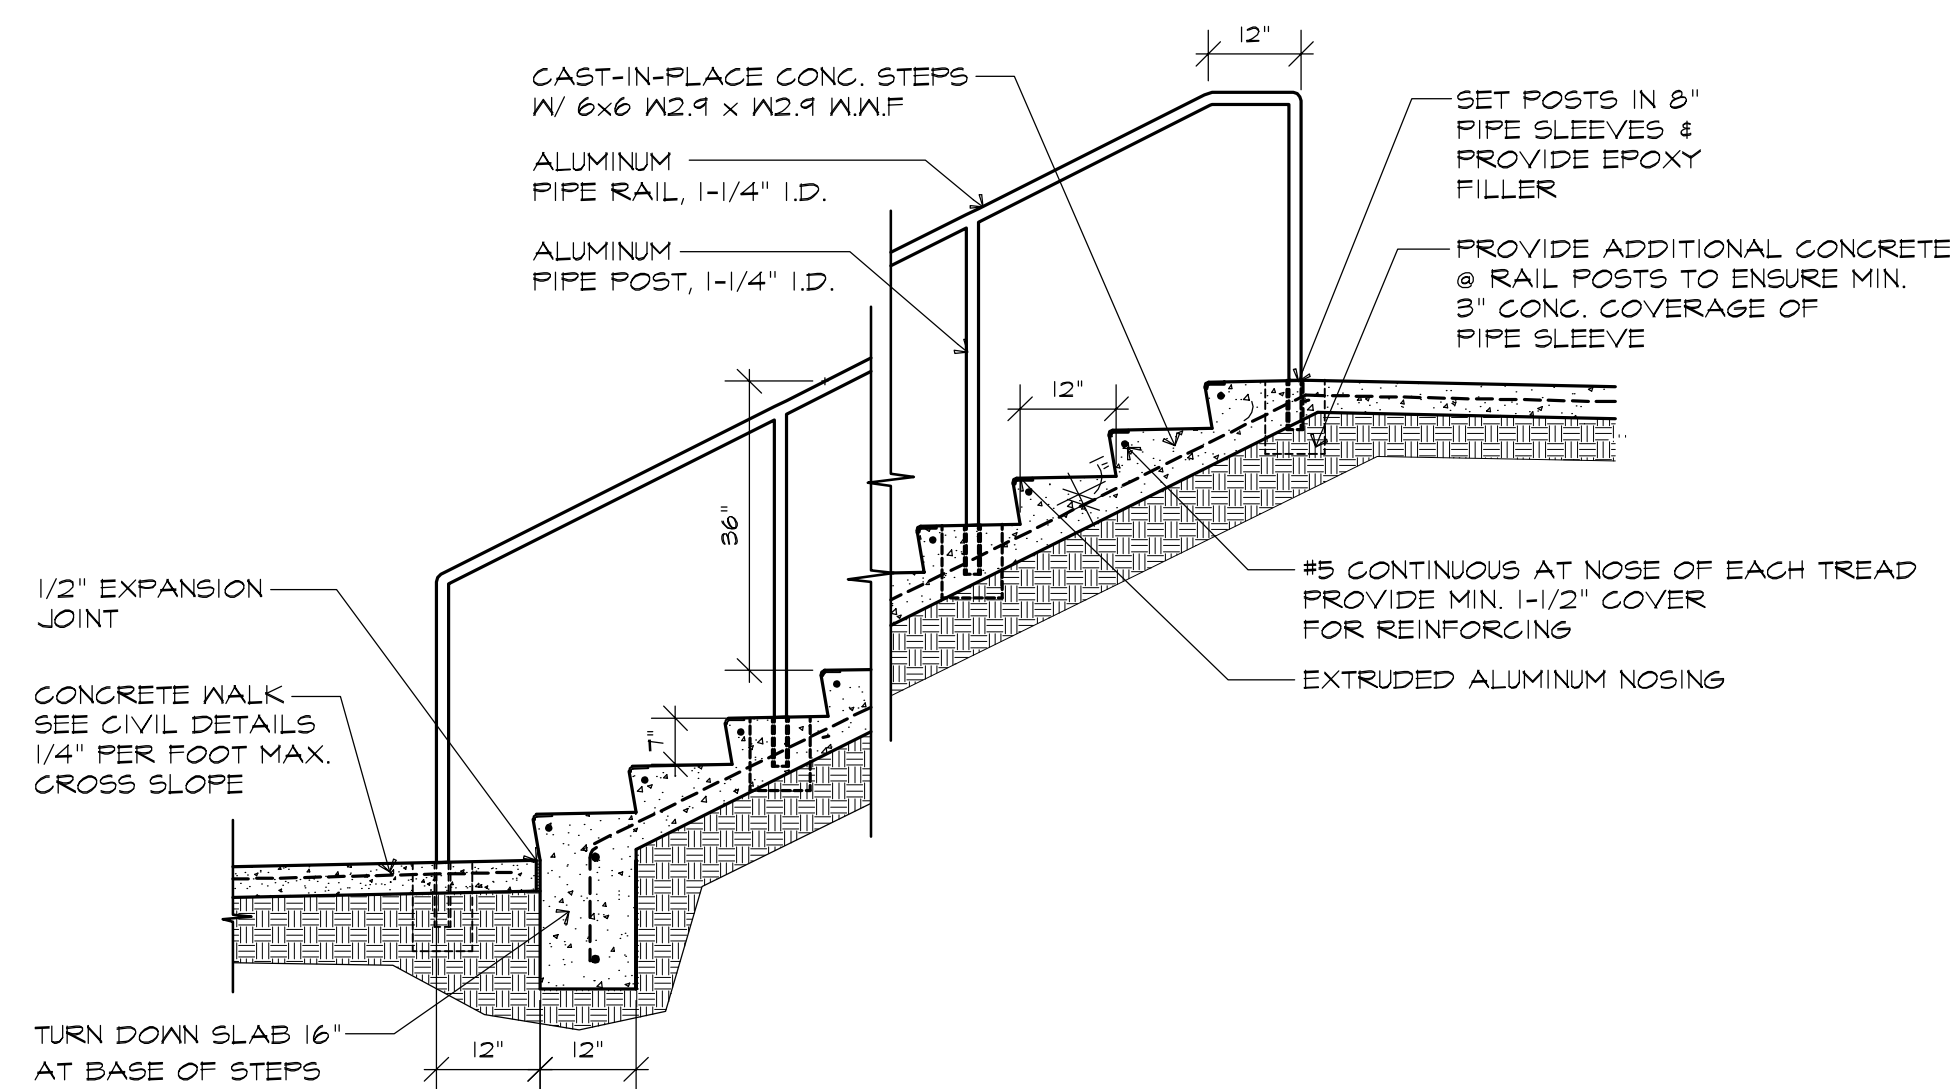 12"
CAST-IN-PLACE CONC. STEPS
W/ 6x6 W2.9 x W2.9 W.W.F
ALUMINUM
PIPE RAIL, 1-1/4" I.D.
ALUMINUM
PIPE POST, 1-1/4" I.D.
SET POSTS IN 8"
PIPE SLEEVES &
PROVIDE EPOXY
FILLER
PROVIDE ADDITIONAL CONCRETE
@ RAIL POSTS TO ENSURE MIN.
3" CONC. COVERAGE OF
PIPE SLEEVE
12"
36"
#5 CONTINUOUS AT NOSE OF EACH TREAD
PROVIDE MIN. 1-1/2" COVER
FOR REINFORCING
EXTRUDED ALUMINUM NOSING
1/2" EXPANSION
JOINT
CONCRETE WALK
SEE CIVIL DETAILS
1/4" PER FOOT MAX.
CROSS SLOPE
7"
TURN DOWN SLAB 16"
AT BASE OF STEPS
12"
12"